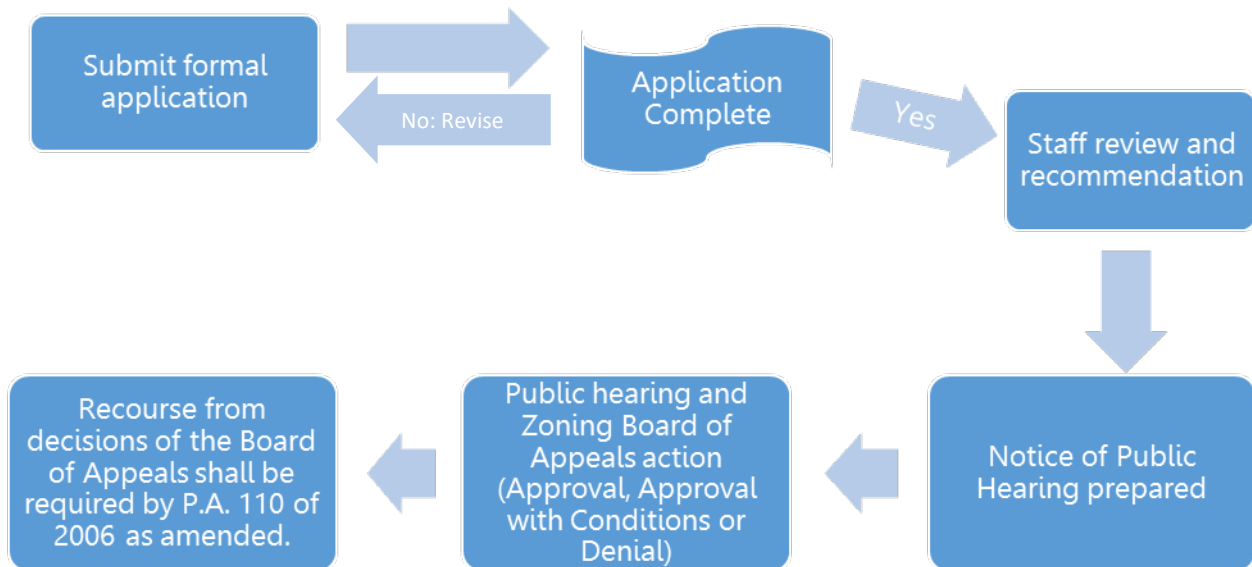 Submit formal
application
No: Revise
Application
Complete
Yes
Staff review and
recommendation
Notice of Public
Hearing prepared
Public hearing and
Zoning Board of
Appeals action
(Approval, Approval
with Conditions or
Denial)
Recourse from
decisions of the Board
of Appeals shall be
required by P.A. 110 of
2006 as amended.